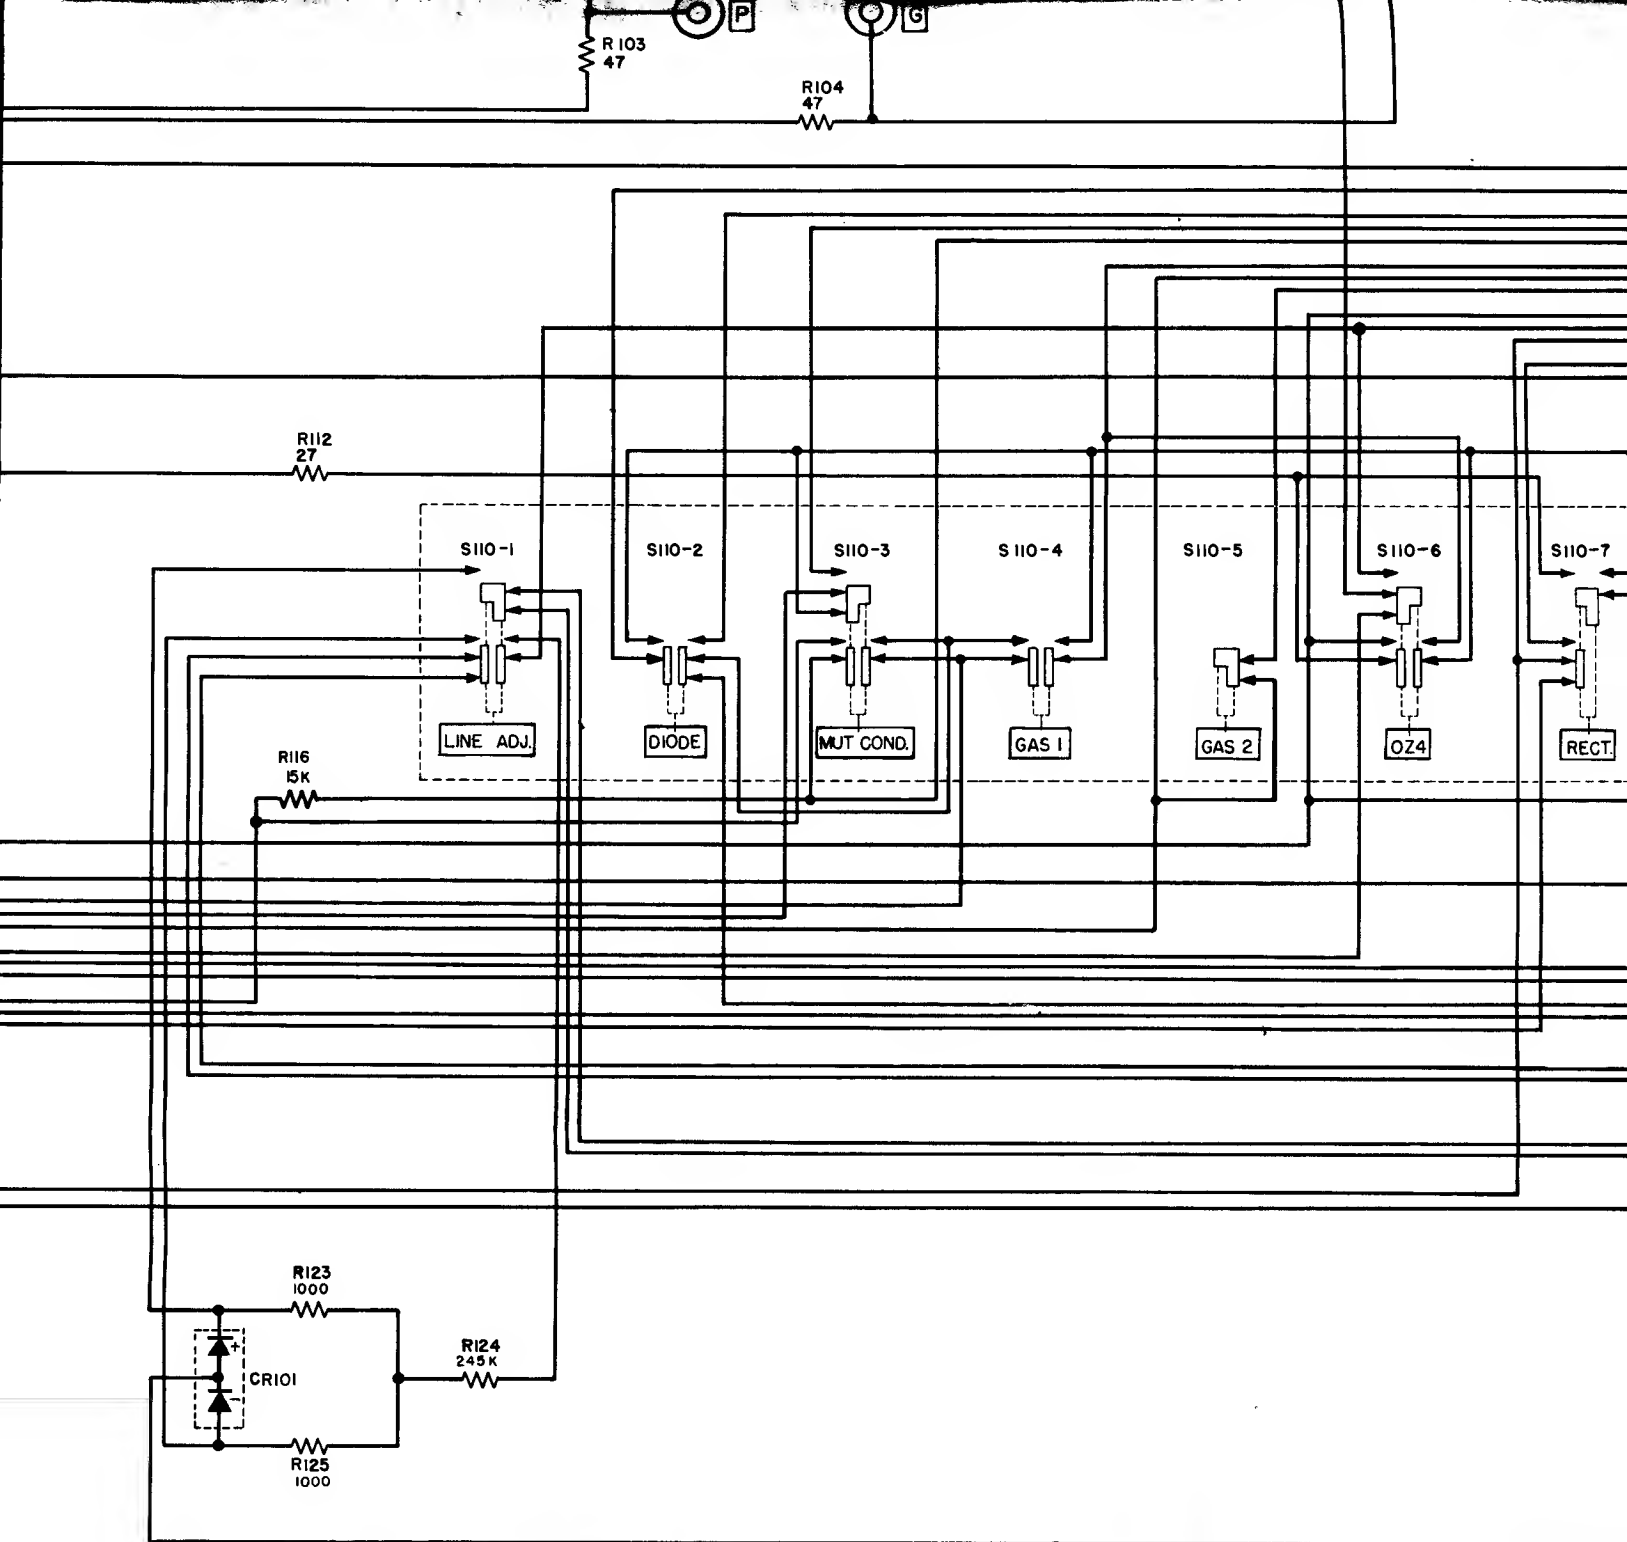 P
G
R103
47
R104
47
R112
27
S110-1
S110-2
S110-3
S110-4
S110-5
S110-6
S110-7
LINE ADJ.
DIODE
MUT COND.
GAS 1
GAS 2
OZ4
RECT.
R116
15K
R123
1000
+
R124
245K
CR101
-
R125
1000